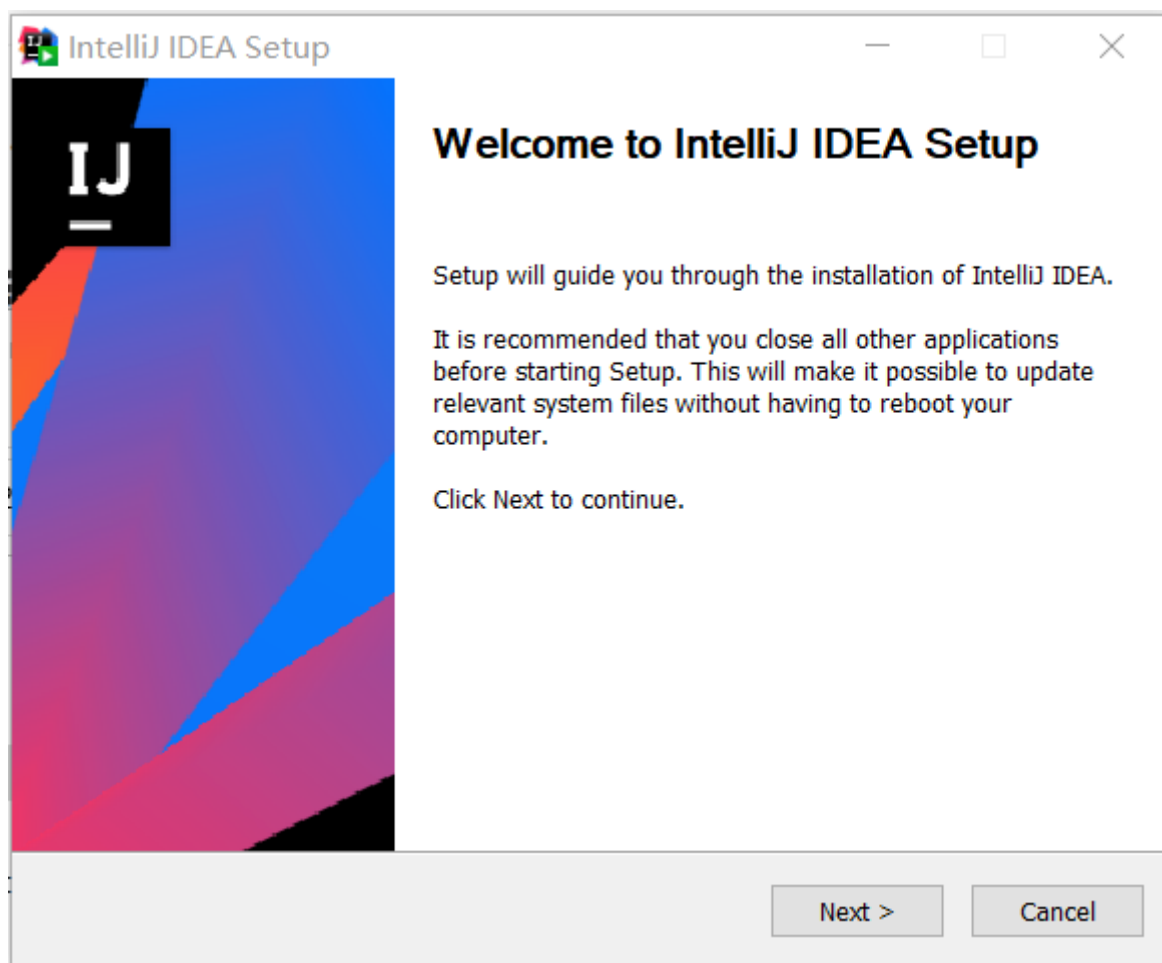 IntelliJ IDEA Setup
IJ
Welcome to IntelliJ IDEA Setup
Setup will guide you through the installation of IntelliJ IDEA.
It is recommended that you close all other applications
before starting Setup. This will make it possible to update
relevant system files without having to reboot your
computer.
Click Next to continue.
Next >
Cancel